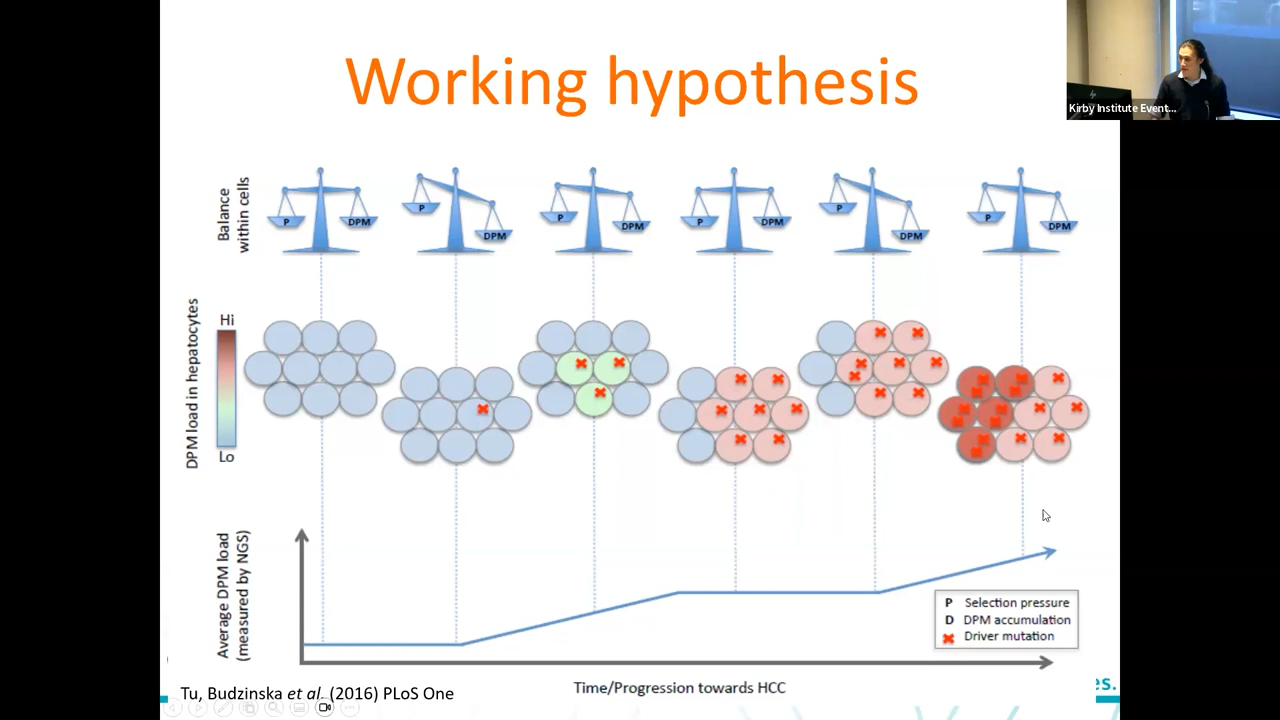 Working hypothesis
Kirby Institute Event...
Balance
within cells
P
DPM
P
DPM
P
DPM
P
DPM
P
DPM
P
DPM
DPM load in hepatocytes
Hi
Lo
Average DPM load
(measured by NGS)
P Selection pressure
D DPM accumulation
Driver mutation
Time/Progression towards HCC
Tu, Budzinska et al. (2016) PLoS One
es.